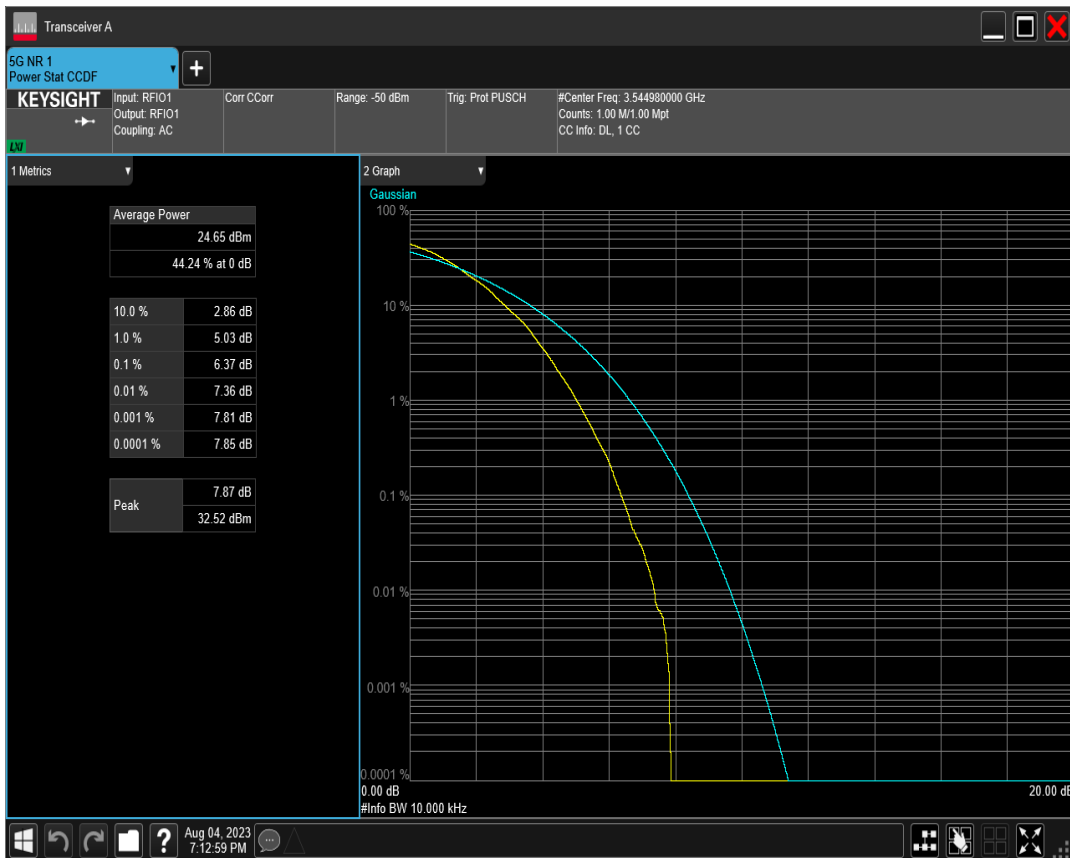 Transceiver A
5G NR 1
Power Stat CCDF
+
KEYSIGHT
LXI
Input: RFIO1
Output: RFIO1
Coupling: AC
Corr CCorr
Range: -50 dBm
Trig: Prot PUSCH
#Center Freq: 3.544980000 GHz
Counts: 1.00 M/1.00 Mpt
CC Info: DL, 1 CC
1 Metrics
Average Power
24.65 dBm
44.24 % at 0 dB
10.0 % 2.86 dB
1.0 % 5.03 dB
0.1 % 6.37 dB
0.01 % 7.36 dB
0.001 % 7.81 dB
0.0001 % 7.85 dB
Peak
7.87 dB
32.52 dBm
2 Graph
Gaussian
100 %
10 %
1 %
0.1 %
0.01 %
0.001 %
0.0001 %
0.00 dB 20.00 dB
#Info BW 10.000 kHz
?
Aug 04, 2023
7:12:59 PM